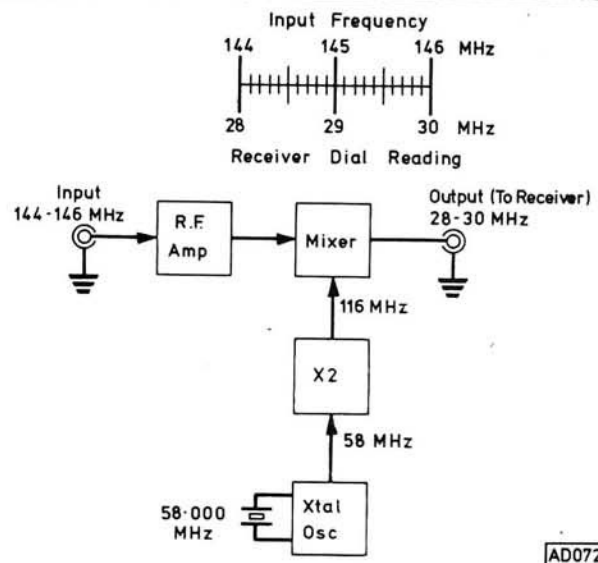 Input Frequency
144 145 146 MHz
28 29 30 MHz
Receiver Dial Reading
Input
144-146 MHz
R.F.
Amp
Mixer
Output (To Receiver)
28-30 MHz
116 MHz
X2
58 MHz
58·000
MHz
Xtal
Osc
AD072